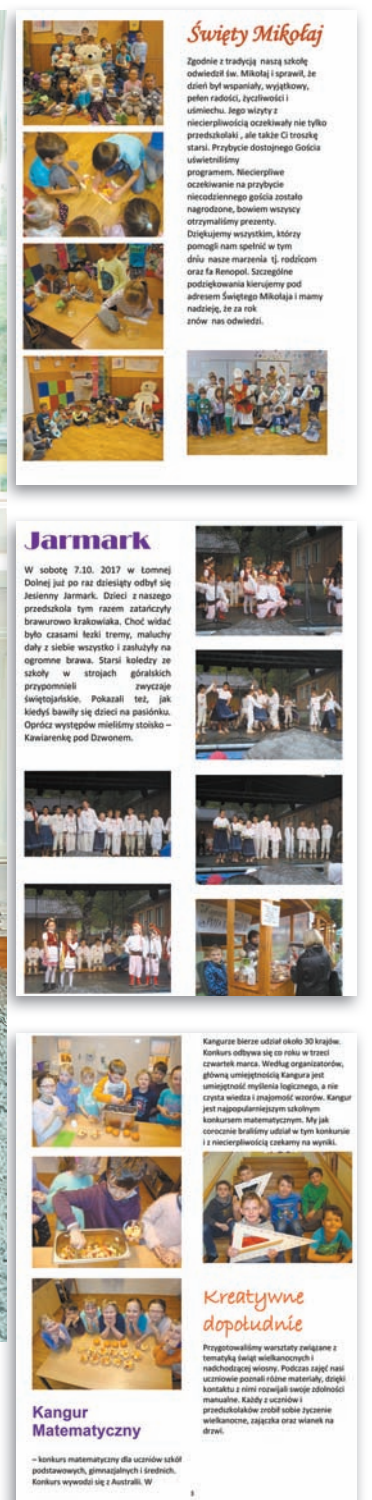 Święty Mikołaj
Zgodnie z tradycją naszą szkołę
odwiedził św. Mikołaj i sprawił, że
dzień był wspaniały, wyjątkowy,
pełen radości, życzliwości i
uśmiechu. Jego wizyty z
niecierpliwością oczekiwały nie tylko
przedszkolaki , ale także Ci troszkę
starsi. Przybycie dostojnego Gościa
uświetniliśmy
programem. Niecierpliwe
oczekiwanie na przybycie
niecodziennego gościa zostało
nagrodzone, bowiem wszyscy
otrzymaliśmy prezenty.
Dziękujemy wszystkim, którzy
pomogli nam spełnić w tym
dniu nasze marzenia tj. rodzicom
oraz fa Renopol. Szczególne
podziękowania kierujemy pod
adresem Świętego Mikołaja i mamy
nadzieję, że za rok
znów nas odwiedzi.
Jarmark
W sobotę 7.10. 2017 w Łomnej
Dolnej już po raz dziesiąty odbył się
Jesienny Jarmark. Dzieci z naszego
przedszkola tym razem zatańczyły
brawurowo krakowiaka. Choć widać
było czasami łezki tremy, maluchy
dały z siebie wszystko i zasłużyły na
ogromne brawa. Starsi koledzy ze
szkoły w strojach góralskich
przypomnieli zwyczaje
świętojańskie. Pokazali też, jak
kiedyś bawiły się dzieci na pasiónku.
Oprócz występów mieliśmy stoisko –
Kawiarenkę pod Dzwonem.
Kangur
Matematyczny
– konkurs matematyczny dla uczniów szkół
podstawowych, gimnazjalnych i średnich.
Konkurs wywodzi się z Australii. W
Kangurze bierze udział około 30 krajów.
Konkurs odbywa się co roku w trzeci
czwartek marca. Według organizatorów,
główną umiejętnością Kangura jest
umiejętność myślenia logicznego, a nie
czysta wiedza i znajomość wzorów. Kangur
jest najpopularniejszym szkolnym
konkursem matematycznym. My jak
corocznie braliśmy udział w tym konkursie
i z niecierpliwością czekamy na wyniki.
Kreatywne
dopołudnie
Przygotowaliśmy warsztaty związane z
tematyką świąt wielkanocnych i
nadchodzącej wiosny. Podczas zajęć nasi
uczniowie poznali różne materiały, dzięki
kontaktu z nimi rozwijali swoje zdolności
manualne. Każdy z uczniów i
przedszkolaków zrobił sobie życzenie
wielkanocne, zajączka oraz wianek na
drzwi.